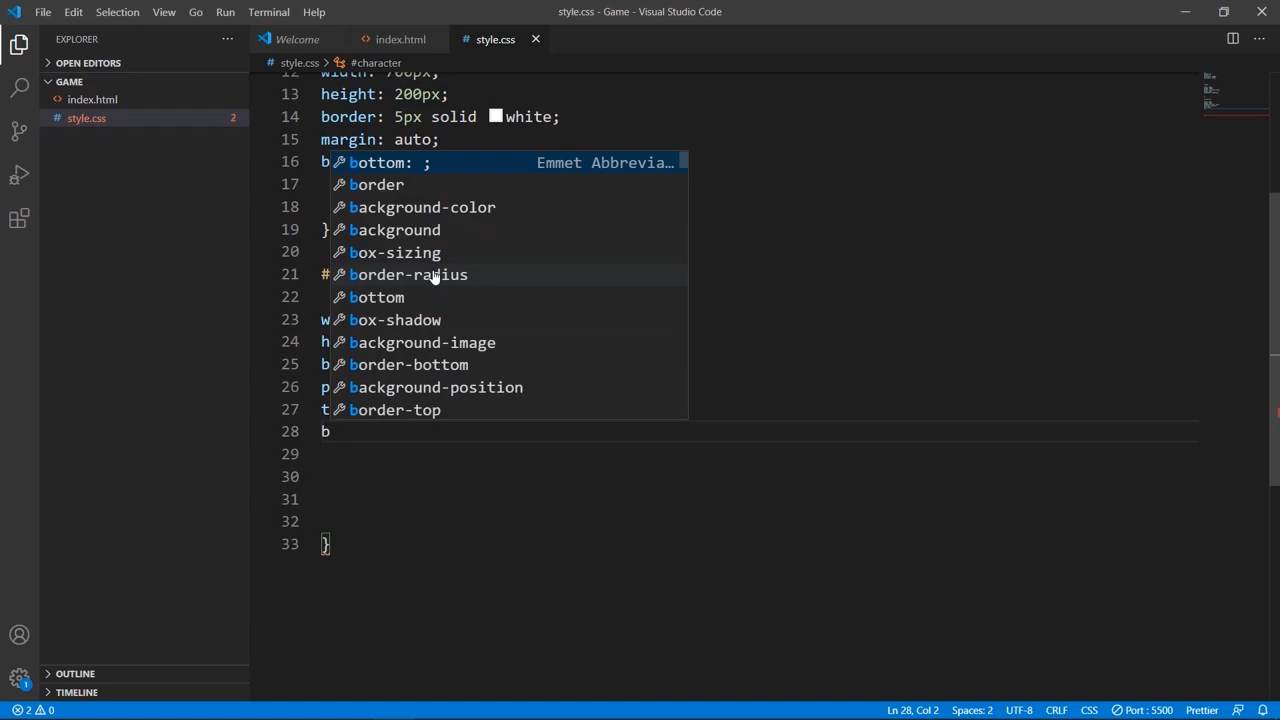 File Edit Selection View Go Run Terminal Help
style.css - Game - Visual Studio Code
EXPLORER
Welcome
index.html
# style.css
OPEN EDITORS
style.css > #character
GAME
index.html
# style.css 2
12 width: 700px;
13 height: 200px;
14 border: 5px solid white;
15 margin: auto;
16 b
bottom: ; Emmet Abbrevia…
17
border
18
background-color
19 }
background
20
box-sizing
21 #
border-radius
22
bottom
23 w
box-shadow
24 h
background-image
25 b
border-bottom
26 p
background-position
27 t
border-top
28 b
29
30
31
32
33 }
OUTLINE
TIMELINE
1
2 0
Ln 28, Col 2 Spaces: 2 UTF-8 CRLF CSS Port : 5500 Prettier